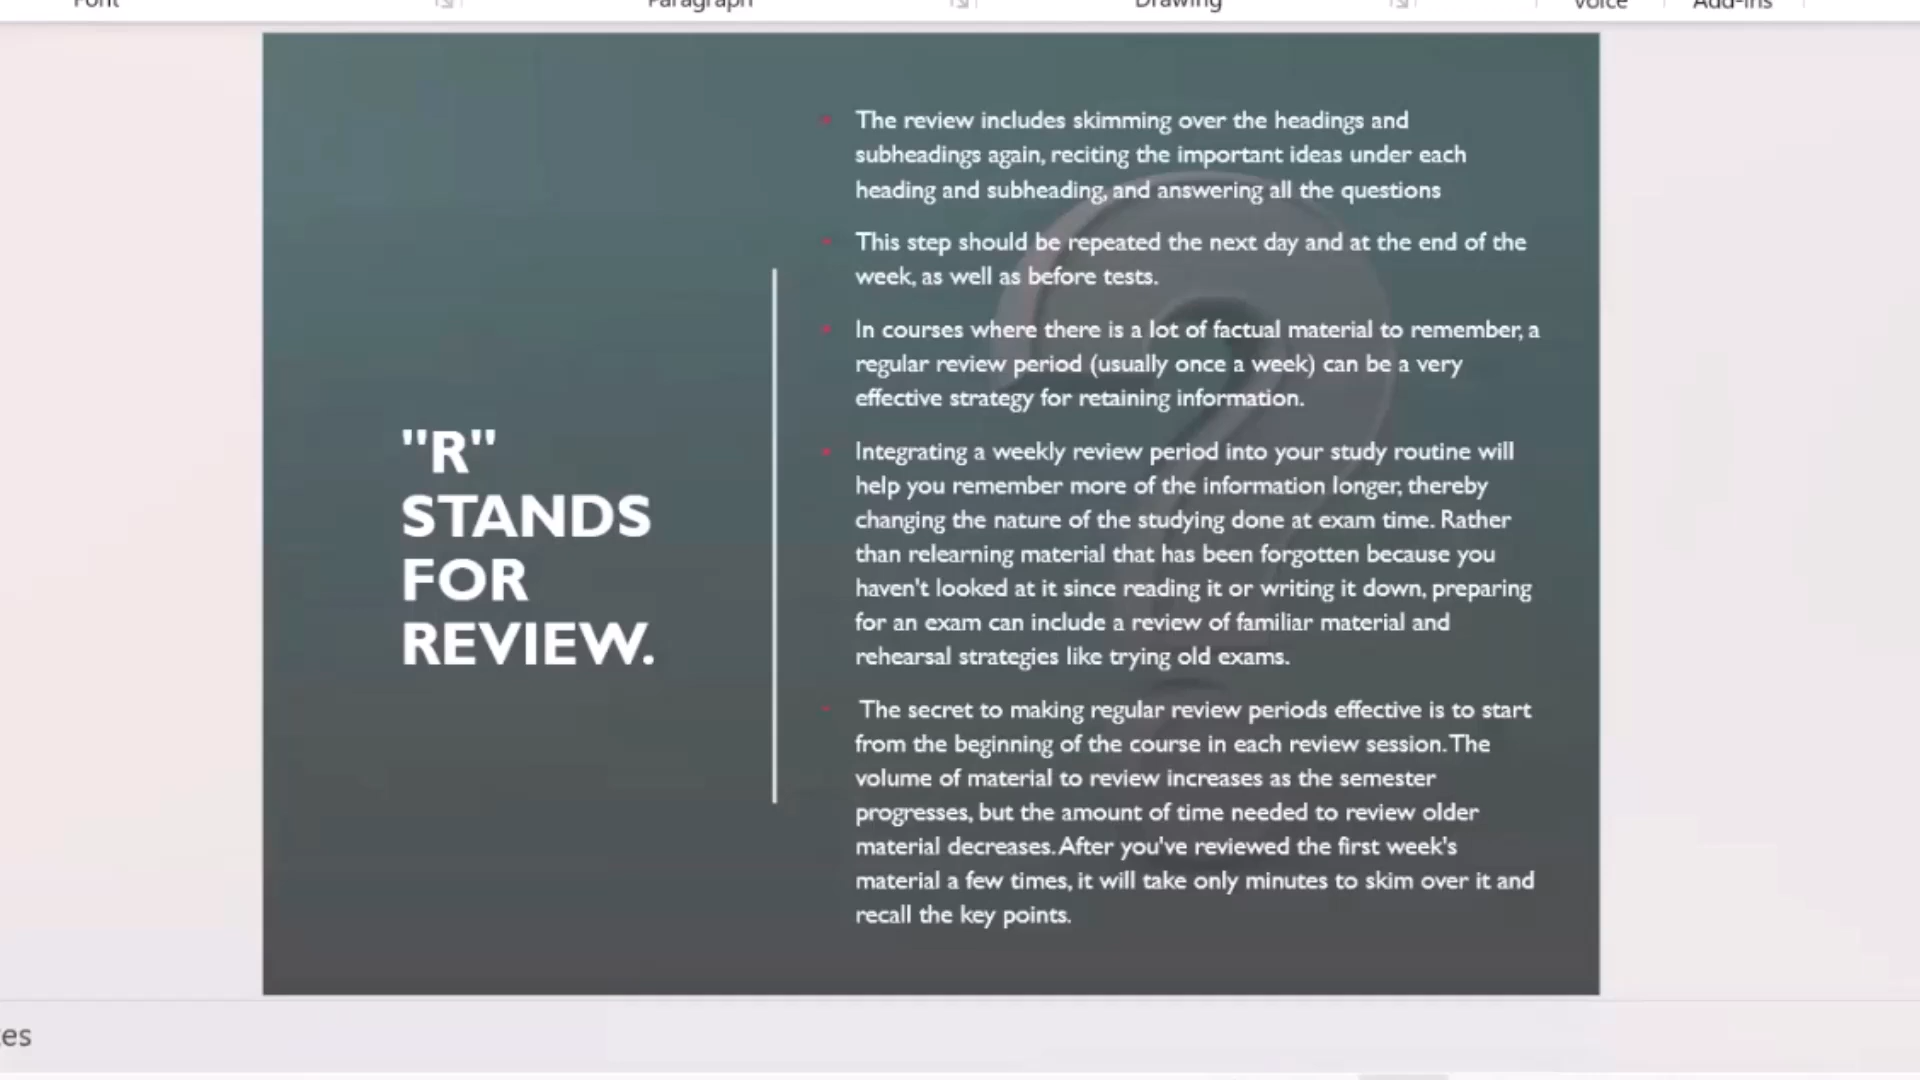 Font
Paragraph
Drawing
Voice
Add-ins
"R"
STANDS
FOR
REVIEW.
The review includes skimming over the headings and
subheadings again, reciting the important ideas under each
heading and subheading, and answering all the questions
This step should be repeated the next day and at the end of the
week, as well as before tests.
In courses where there is a lot of factual material to remember, a
regular review period (usually once a week) can be a very
effective strategy for retaining information.
Integrating a weekly review period into your study routine will
help you remember more of the information longer, thereby
changing the nature of the studying done at exam time. Rather
than relearning material that has been forgotten because you
haven't looked at it since reading it or writing it down, preparing
for an exam can include a review of familiar material and
rehearsal strategies like trying old exams.
The secret to making regular review periods effective is to start
from the beginning of the course in each review session. The
volume of material to review increases as the semester
progresses, but the amount of time needed to review older
material decreases. After you've reviewed the first week's
material a few times, it will take only minutes to skim over it and
recall the key points.